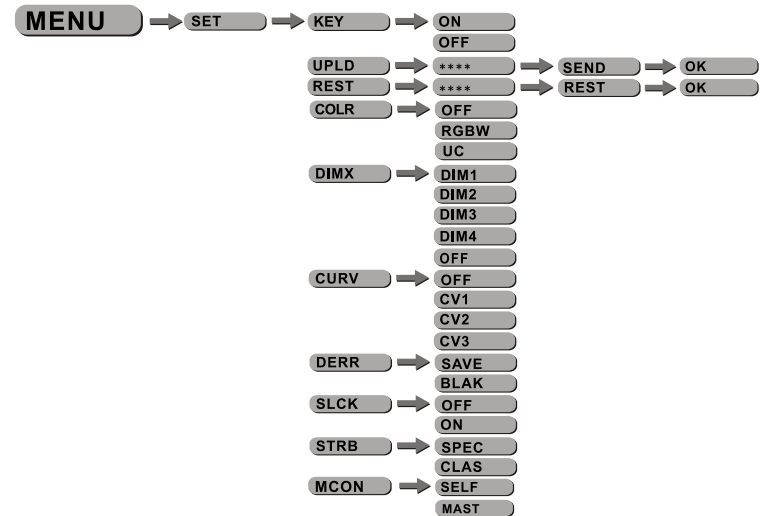 MENU SET KEY ON
OFF
UPLD **** SEND OK
REST **** REST OK
COLR OFF
RGBW
UC
DIMX DIM1
DIM2
DIM3
DIM4
OFF
CURV OFF
CV1
CV2
CV3
DERR SAVE
BLAK
SLCK OFF
ON
STRB SPEC
CLAS
MCON SELF
MAST